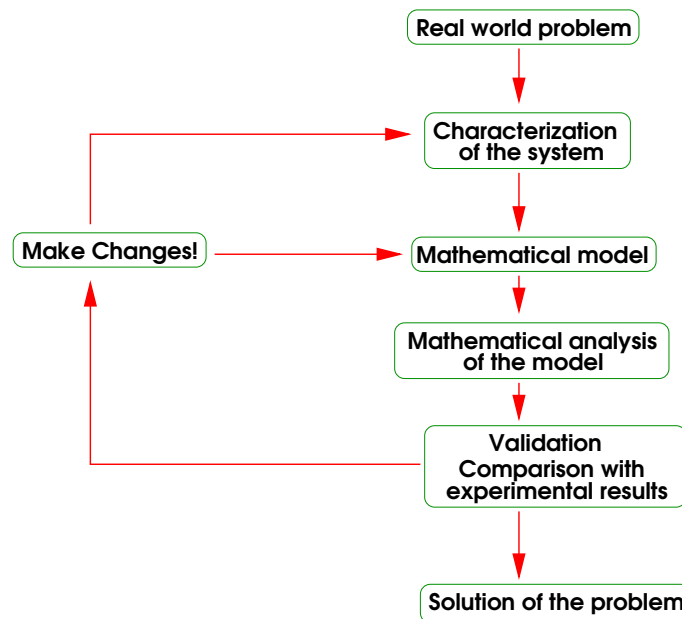 Real world problem
Characterization
of the system
Make Changes!
Mathematical model
Mathematical analysis
of the model
Validation
Comparison with
experimental results
Solution of the problem